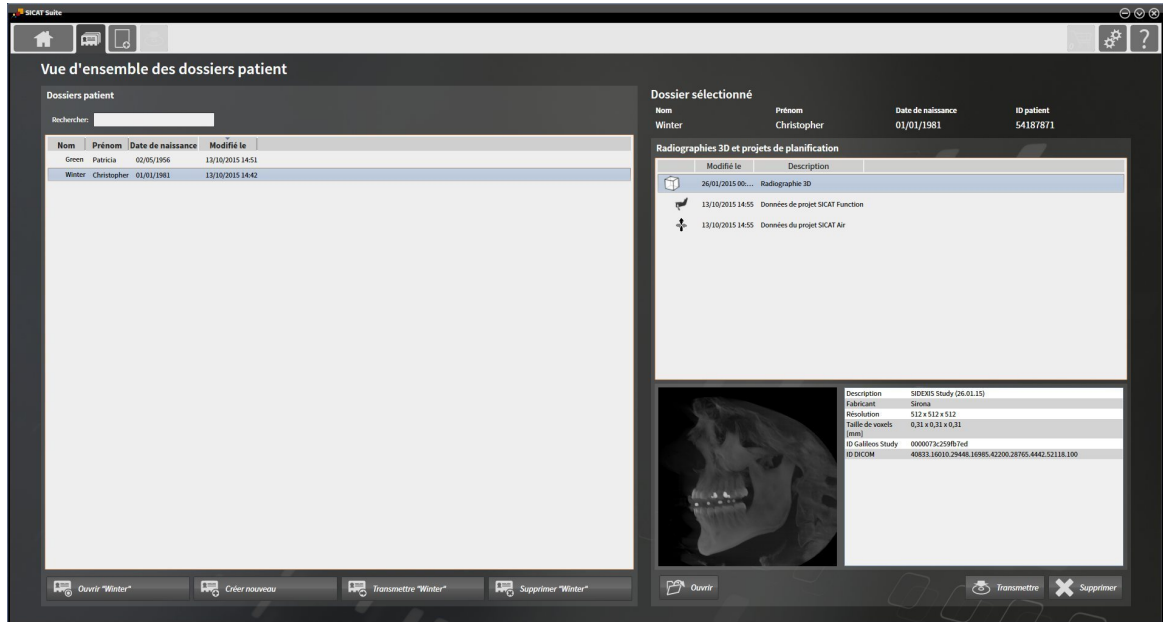 SICAT Suite
Vue d'ensemble des dossiers patient
Dossiers patient
Rechercher:
Nom Prénom Date de naissance Modifié le
Green Patricia 02/05/1956 13/10/2015 14:51
Winter Christopher 01/01/1981 13/10/2015 14:42
Ouvrir "Winter" Créer nouveau Transmettre "Winter" Supprimer "Winter"
Dossier sélectionné
Nom Prénom Date de naissance ID patient
Winter Christopher 01/01/1981 54187871
Radiographies 3D et projets de planification
Modifié le Description
26/01/2015 00:... Radiographie 3D
13/10/2015 14:55 Données de projet SICAT Function
13/10/2015 14:55 Données du projet SICAT Air
Description SIDEXIS Study (26.01.15)
Fabricant Sirona
Résolution 512 x 512 x 512
Taille de voxels 0,31 x 0,31 x 0,31
[mm]
ID Galileos Study 0000073c259fb7ed
ID DICOM 40833.16010.29448.16985.42200.28765.4442.52118.100
Ouvrir Transmettre Supprimer